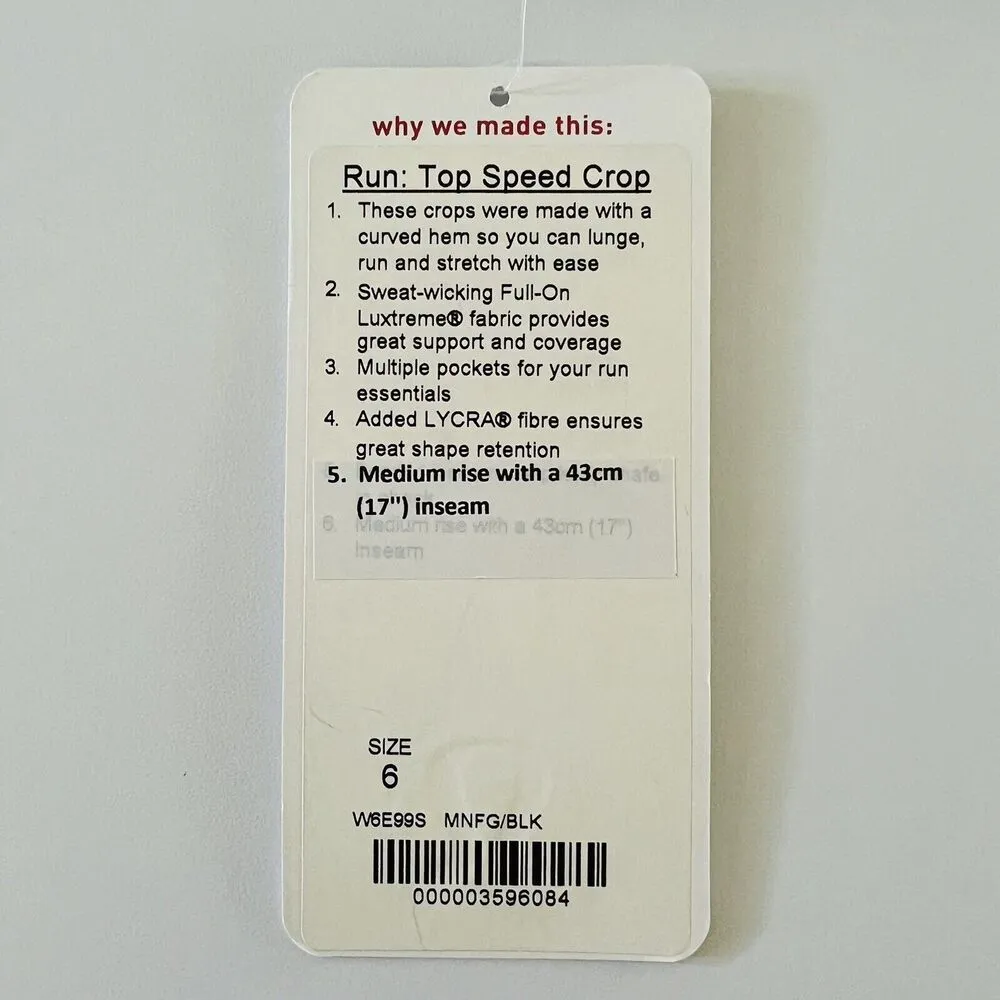 why we made this:
Run: Top Speed Crop
1. These crops were made with a
curved hem so you can lunge,
run and stretch with ease
2. Sweat-wicking Full-On
Luxtreme® fabric provides
great support and coverage
3. Multiple pockets for your run
essentials
4. Added LYCRA® fibre ensures
great shape retention
5. Medium rise with a 43cm
(17") inseam
6. Medium rise with a 43cm (17")
Inseam
SIZE
6
W6E99S MNFG/BLK
000003596084